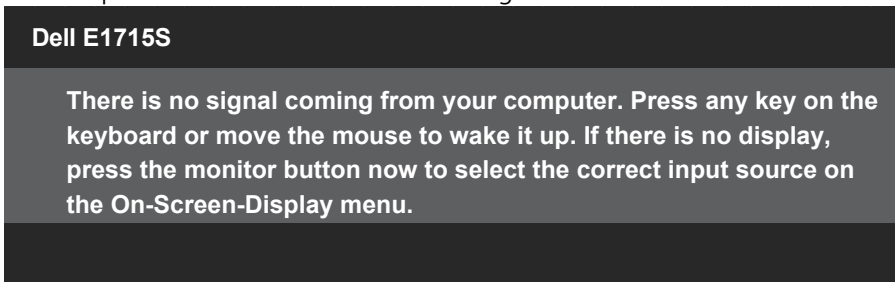 Dell E1715S
There is no signal coming from your computer. Press any key on the
keyboard or move the mouse to wake it up. If there is no display,
press the monitor button now to select the correct input source on
the On-Screen-Display menu.